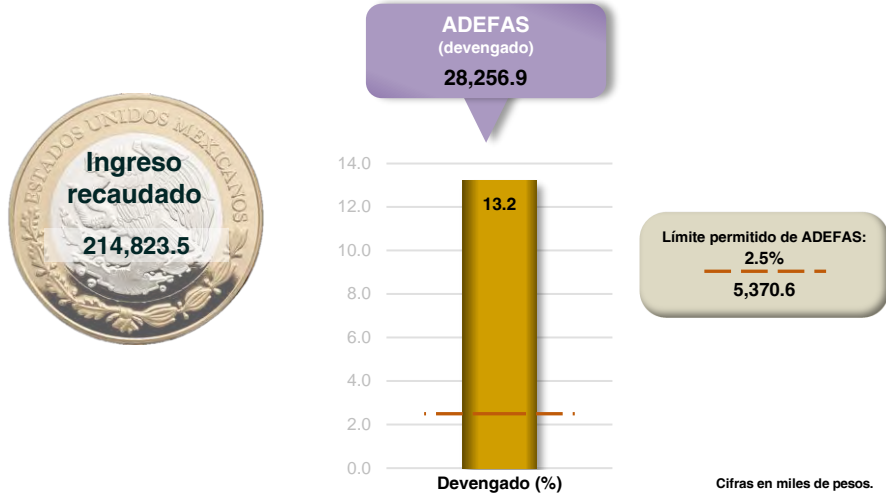 ADEFAS
(devengado)
28,256.9
ESTADOS UNIDOS MEXICANOS
Ingreso
recaudado
214,823.5
14.0
12.0
10.0
8.0
6.0
4.0
2.0
0.0
13.2
Devengado (%)
Límite permitido de ADEFAS:
2.5%
5,370.6
Cifras en miles de pesos.